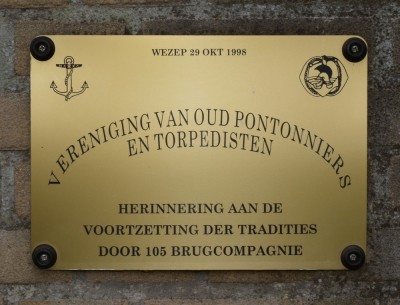 WEZEP 29 OKT 1998
VERENIGING VAN OUD PONTONNIERS
EN TORPEDISTEN
HERINNERING AAN DE
VOORTZETTING DER TRADITIES
DOOR 105 BRUGCOMPAGNIE